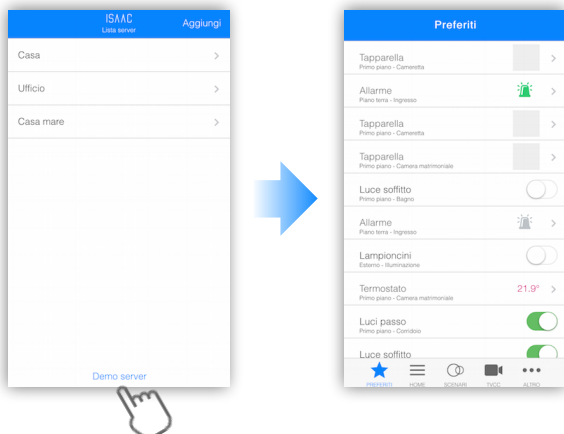 ISAAC
Lista server
Aggiungi
Casa
Ufficio
Casa mare
Demo server
Preferiti
Tapparella
Primo piano - Cameretta
Allarme
Piano terra - Ingresso
Tapparella
Primo piano - Cameretta
Tapparella
Primo piano - Camera matrimoniale
Luce soffitto
Primo piano - Bagno
Allarme
Piano terra - Ingresso
Lampioncini
Esterno - Illuminazione
Termostato
Primo piano - Camera matrimoniale
21.9°
Luci passo
Primo piano - Corridoio
Luce soffitto
PREFERITI HOME SCENARI TVCC ALTRO